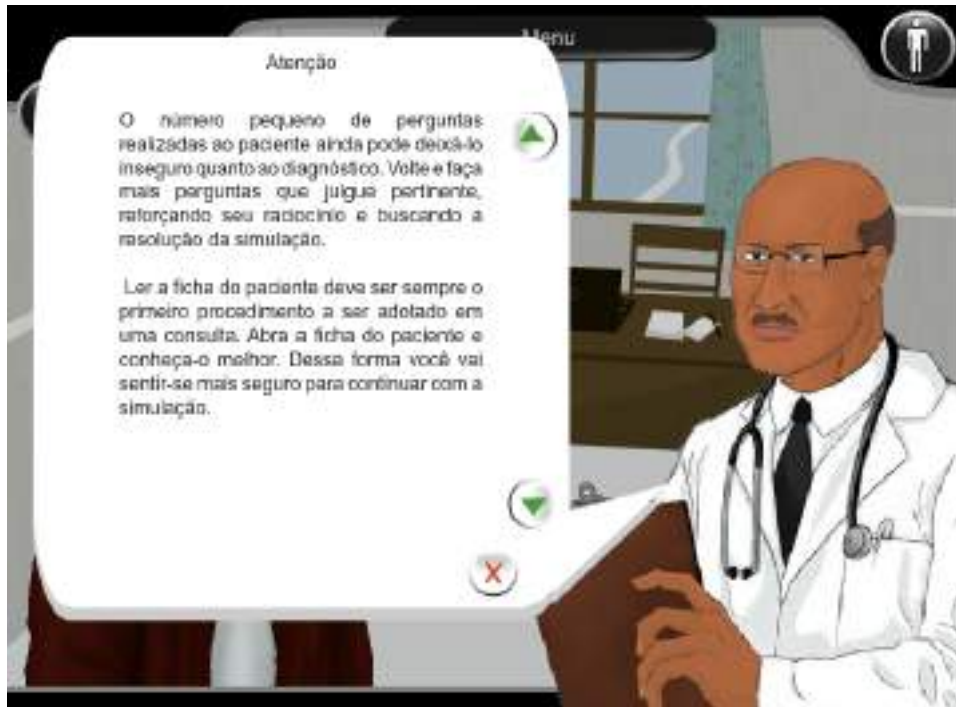 Menu
Atenção
O número pequeno de perguntas
realizadas ao paciente ainda pode deixá-lo
inseguro quanto ao diagnóstico. Volte e faça
mais perguntas que julgue pertinente,
reforçando seu raciocínio e buscando a
resolução da simulação.
Ler a ficha do paciente deve ser sempre o
primeiro procedimento a ser adotado em
uma consulta. Abra a ficha do paciente e
conheça-o melhor. Dessa forma você vai
sentir-se mais seguro para continuar com a
simulação.
X